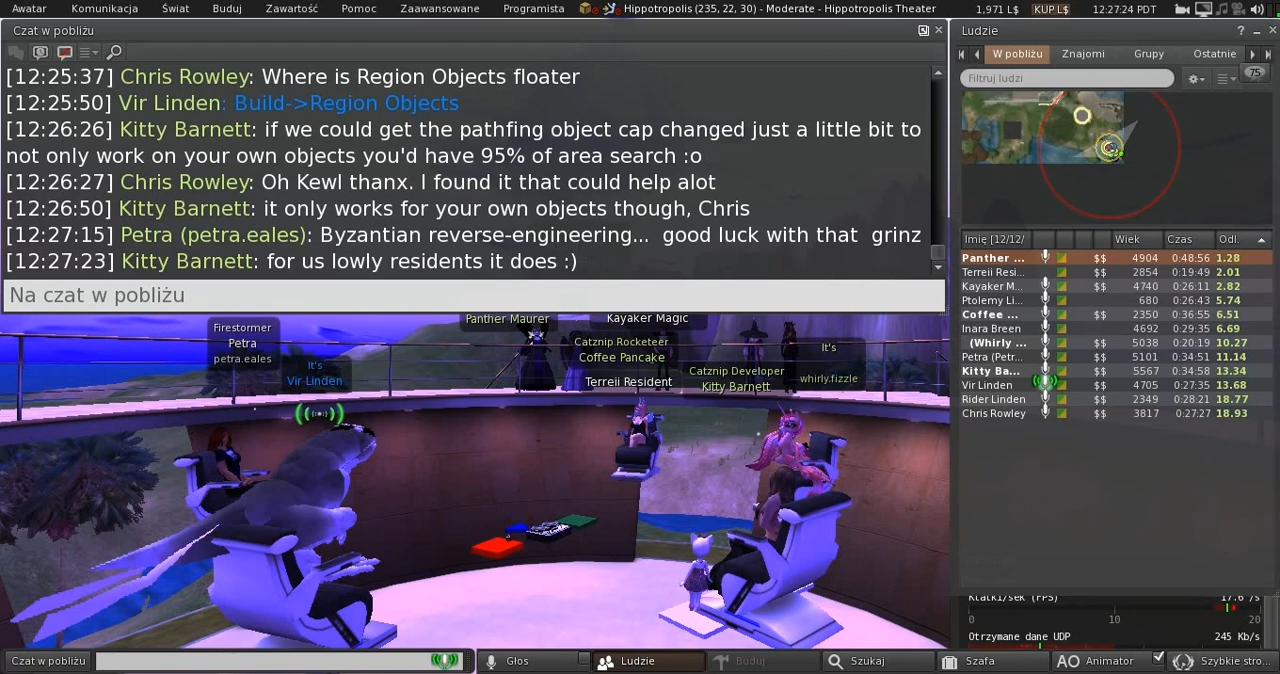 Awatar Komunikacja Świat Buduj Zawartość Pomoc Zaawansowane Programista Hippotropolis (235, 22, 30) - Moderate - Hippotropolis Theater 1,971 L$ KUP L$ 12:27:24 PDT
Czat w pobliżu
[12:25:37] Chris Rowley: Where is Region Objects floater
[12:25:50] Vir Linden: Build->Region Objects
[12:26:26] Kitty Barnett: if we could get the pathfing object cap changed just a little bit to
not only work on your own objects you'd have 95% of area search :o
[12:26:27] Chris Rowley: Oh Kewl thanx. I found it that could help alot
[12:26:50] Kitty Barnett: it only works for your own objects though, Chris
[12:27:15] Petra (petra.eales): Byzantian reverse-engineering... good luck with that grinz
[12:27:23] Kitty Barnett: for us lowly residents it does :)
Na czat w pobliżu
Ludzie
W pobliżu Znajomi Grupy Ostatnie
Filtruj ludzi
75
Imię [12/12/ Wiek Czas Odl.
Panther ... $$ 4904 0:48:56 1.28
Terreii Resi... 2854 0:19:49 2.01
Kayaker M... $$ 4740 0:26:11 2.82
Ptolemy Li... 680 0:26:43 5.74
Coffee ... $$ 2350 0:36:55 6.51
Inara Breen 4692 0:29:35 6.69
(Whirly ... $$ 5038 0:20:19 10.27
Petra (Petr... $$ 5101 0:34:51 11.14
Kitty Ba... $$ 5567 0:34:58 13.34
Vir Linden $$ 4705 0:27:35 13.68
Rider Linden $$ 2349 0:28:21 18.77
Chris Rowley $$ 3817 0:27:27 18.93
Panther Maurer
Kayaker Magic
Firestormer
Petra
petra.eales
It's
Vir Linden
Catznip Rocketeer
Coffee Pancake
Terreii Resident
Catznip Developer
Kitty Barnett
It's
whirly.fizzle
Klatki/sek (FPS) 17.6 /s
0 10 20
Otrzymane dane UDP 245 Kb/s
Czat w pobliżu Głos Ludzie Buduj Szukaj Szafa AO Animator Szybkie stro...